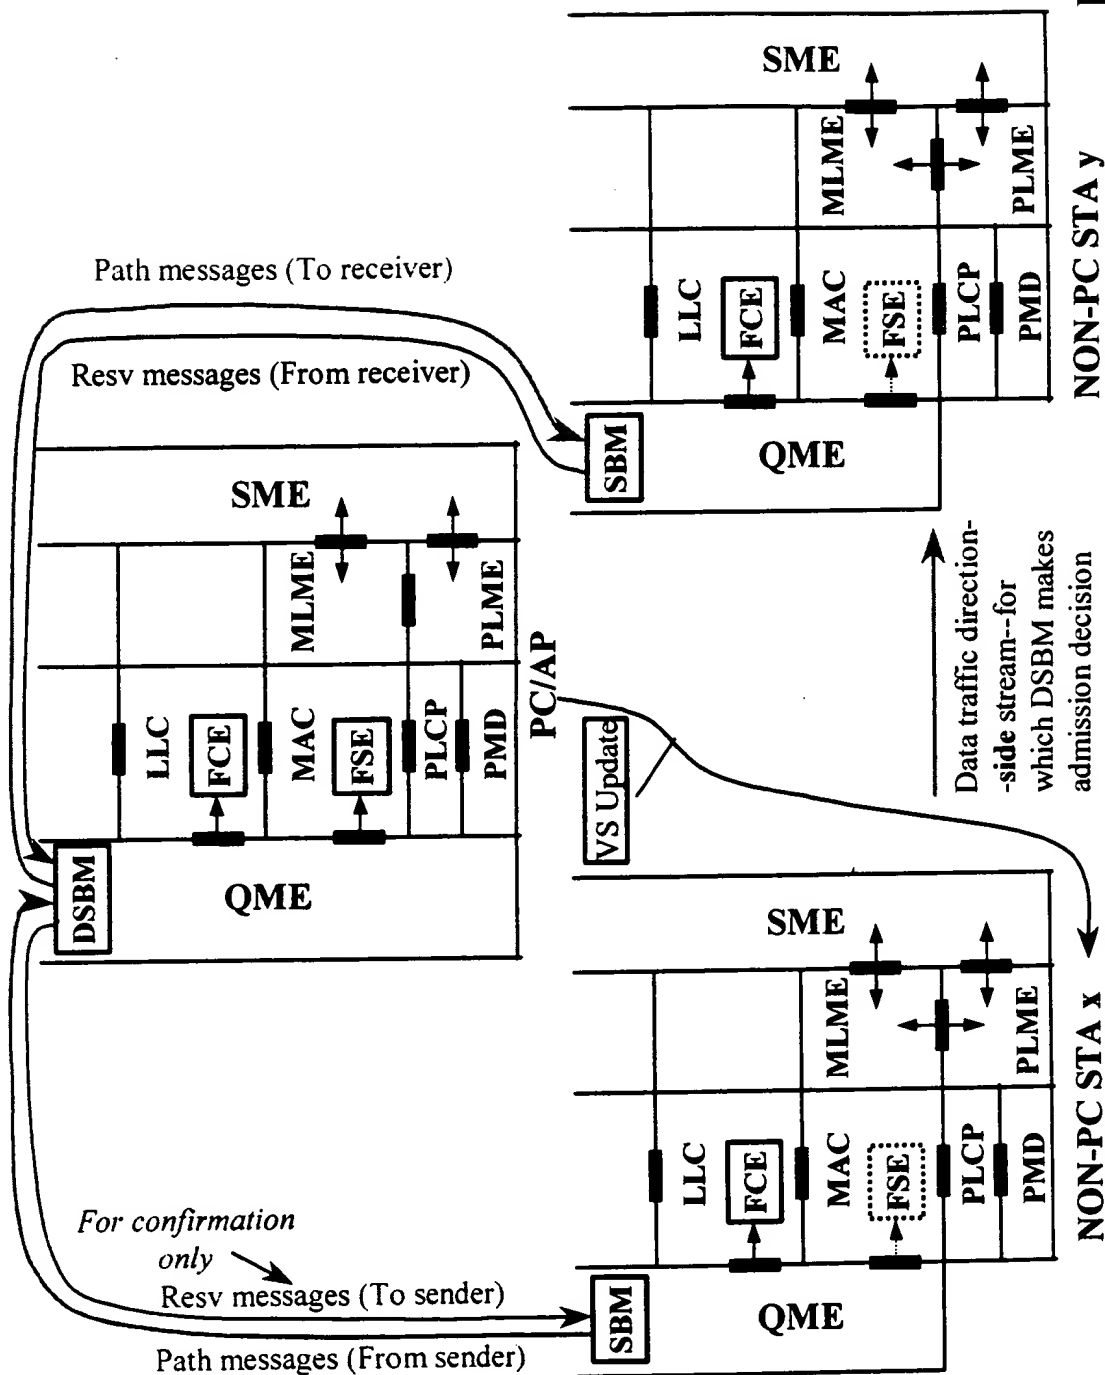 SME
MLME
PLME
LLC
FCE
MAC
FSE
PLCP
PMD
SBM
QME
NON-PC STA y
Path messages (To receiver)
Resv messages (From receiver)
SME
MLME
PLME
LLC
FCE
MAC
FSE
PLCP
PMD
DSBM
QME
PC/AP
VS Update
Data traffic direction-
-side stream--for
which DSBM makes
admission decision
SME
MLME
PLME
LLC
FCE
MAC
FSE
PLCP
PMD
SBM
QME
NON-PC STA x
For confirmation
only
Resv messages (To sender)
Path messages (From sender)